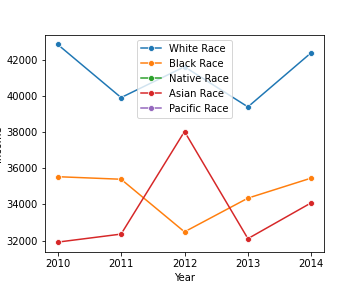 White Race
Black Race
Native Race
Asian Race
Pacific Race
42000
40000
38000
36000
34000
32000
2010 2011 2012 2013 2014
Year